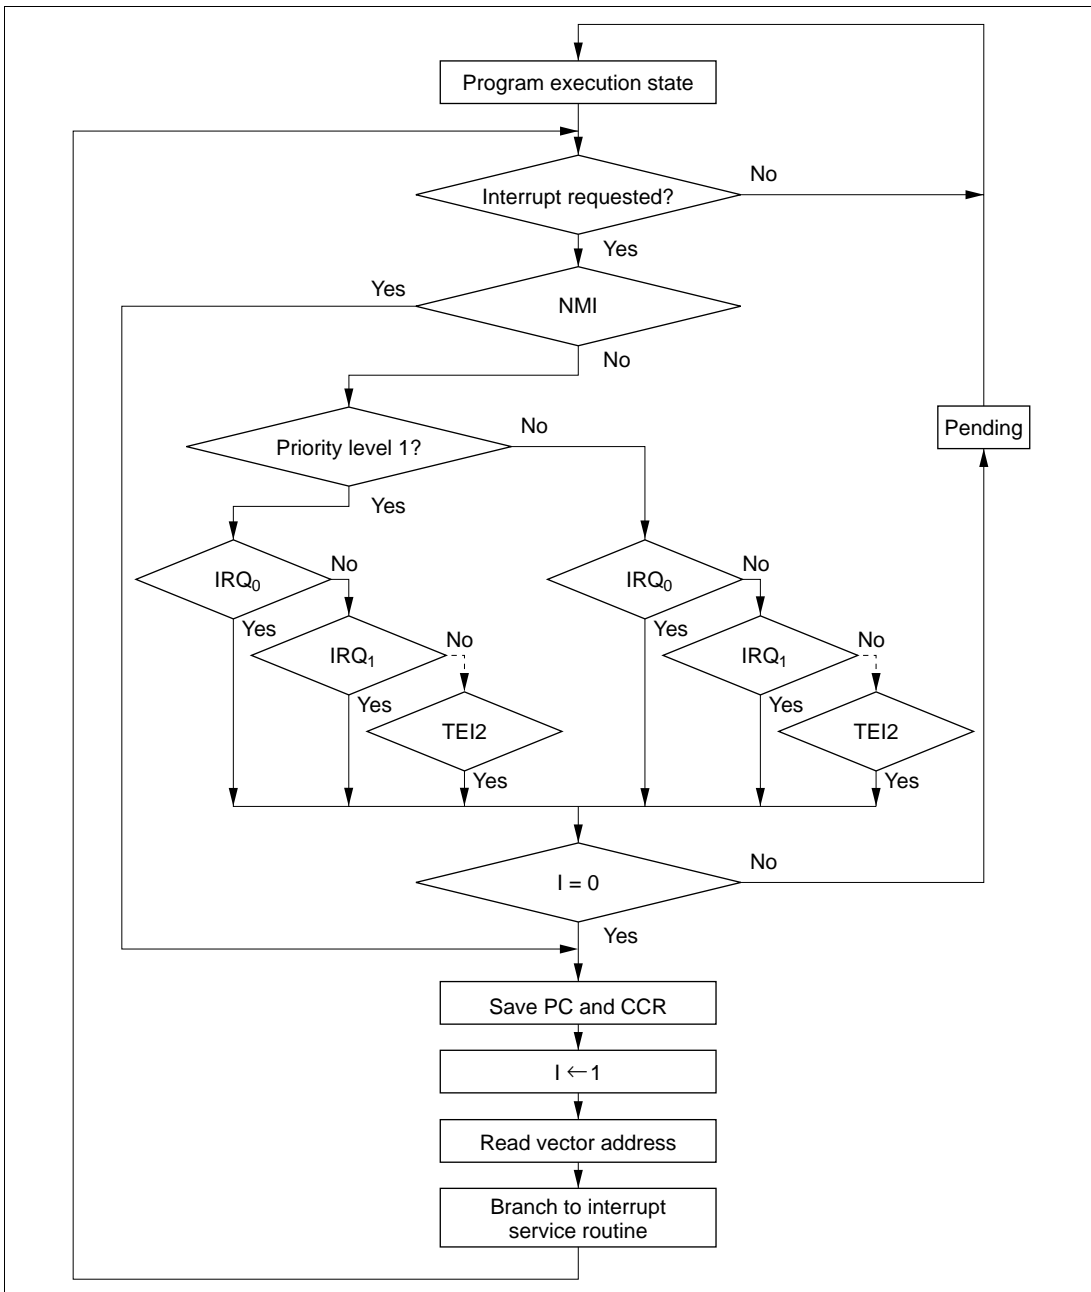 Program execution state
Interrupt requested?
No
Yes
Yes
NMI
No
Priority level 1?
No
Pending
Yes
IRQ0
No
IRQ0
No
Yes
IRQ1
No
Yes
IRQ1
No
Yes
TEI2
Yes
TEI2
Yes
Yes
I = 0
No
Yes
Save PC and CCR
I ← 1
Read vector address
Branch to interrupt
service routine